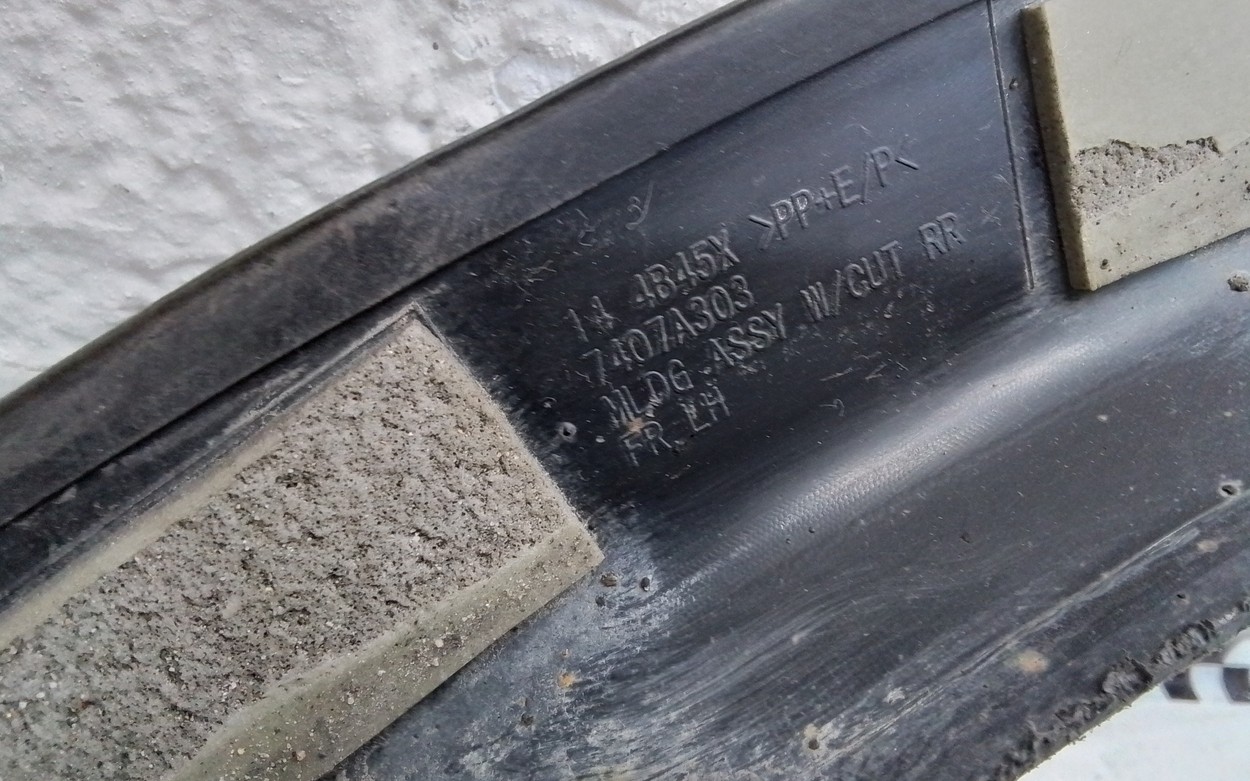 14 4B45X >PP+E/P<
7407A303
MLDG ASSY W/CUT RR
FR, LH